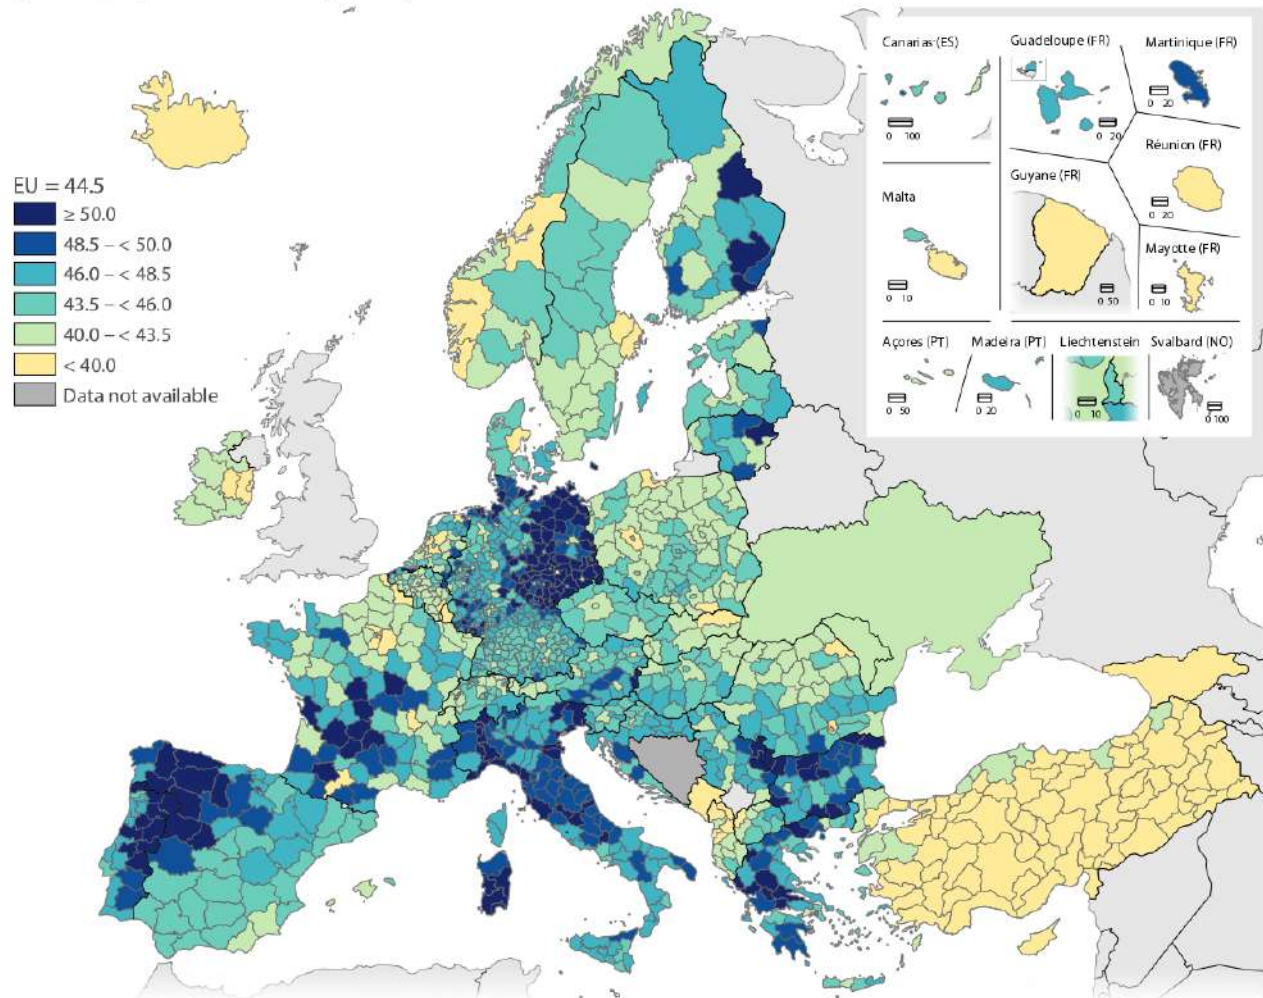 EU = 44.5
≥ 50.0
48.5 – < 50.0
46.0 – < 48.5
43.5 – < 46.0
40.0 – < 43.5
< 40.0
Data not available
Canarias (ES)
0 100
Guadeloupe (FR)
0 20
Martinique (FR)
0 20
Réunion (FR)
0 20
Guyane (FR)
0 50
Malta
0 10
Mayotte (FR)
0 10
Açores (PT)
0 50
Madeira (PT)
0 20
Liechtenstein
0 10
Svalbard (NO)
0 100